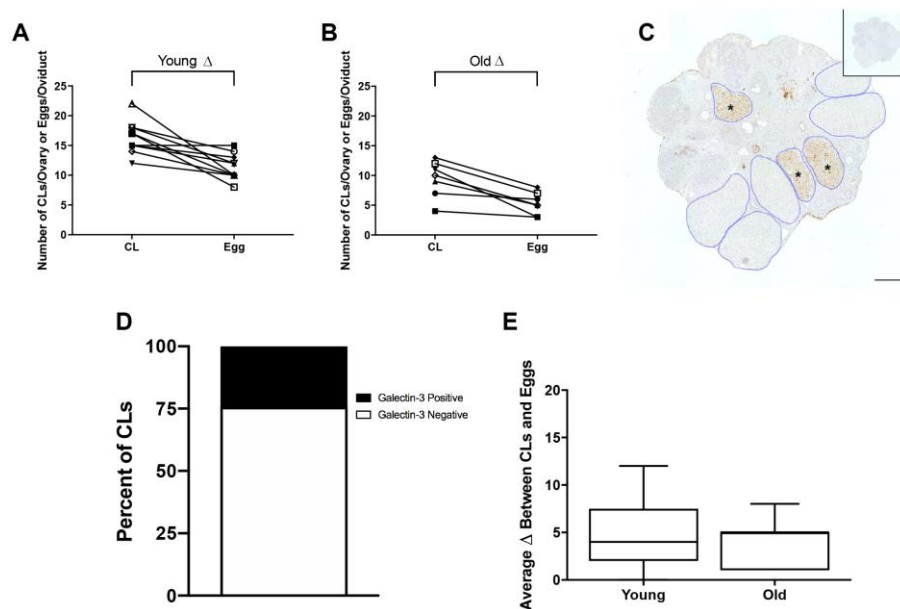 A
Young Δ
Number of CLs/Ovary or Eggs/Oviduct
25
20
15
10
5
0
CL
Egg
B
Old Δ
Number of CLs/Ovary or Eggs/Oviduct
25
20
15
10
5
0
CL
Egg
C
*
*
*
D
Percent of CLs
100
75
50
25
0
Galectin-3 Positive
Galectin-3 Negative
E
Average Δ Between CLs and Eggs
20
15
10
5
0
Young
Old